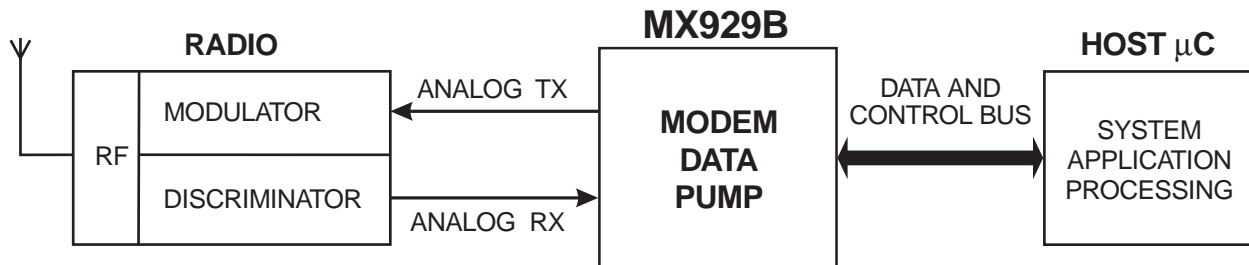 RADIO
RF
MODULATOR
DISCRIMINATOR
ANALOG TX
ANALOG RX
MX929B
MODEM
DATA
PUMP
DATA AND
CONTROL BUS
HOST μC
SYSTEM
APPLICATION
PROCESSING